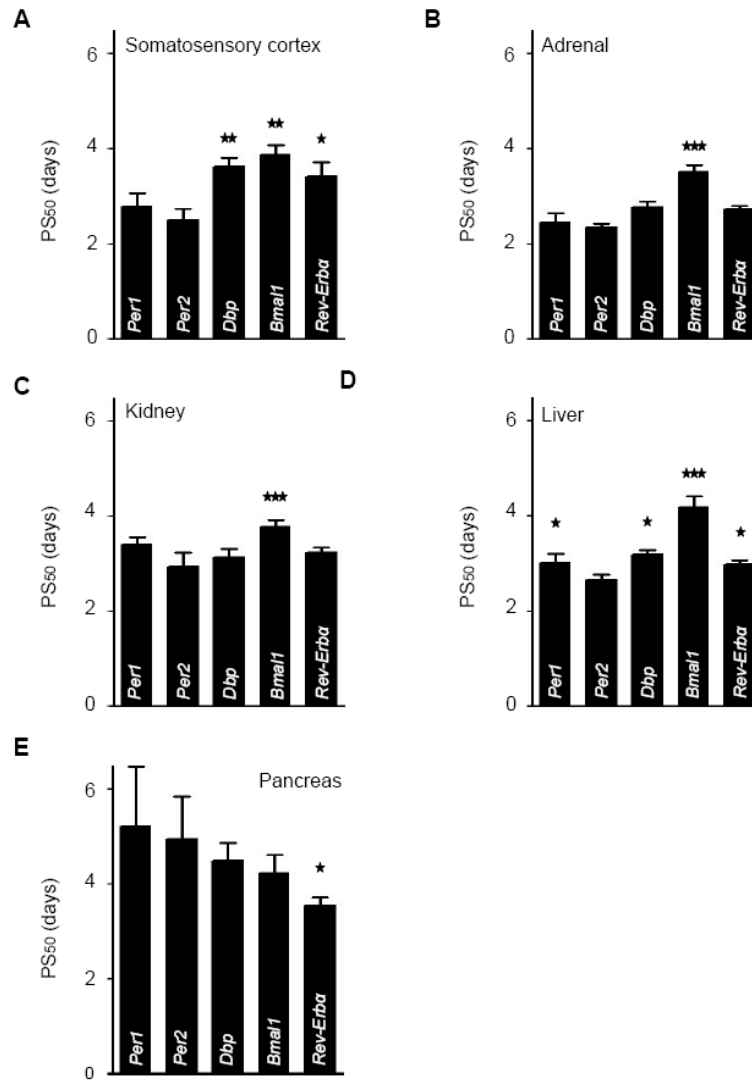 A
Somatosensory cortex
PS50 (days)
6
4
2
0
★★
★★
★
Per1
Per2
Dbp
Bmal1
Rev-Erbα
B
Adrenal
PS50 (days)
6
4
2
0
★★★
Per1
Per2
Dbp
Bmal1
Rev-Erbα
C
Kidney
PS50 (days)
6
4
2
0
★★★
Per1
Per2
Dbp
Bmal1
Rev-Erbα
D
Liver
PS50 (days)
6
4
2
0
★
★
★★★
★
Per1
Per2
Dbp
Bmal1
Rev-Erbα
E
Pancreas
PS50 (days)
6
4
2
0
★
Per1
Per2
Dbp
Bmal1
Rev-Erbα